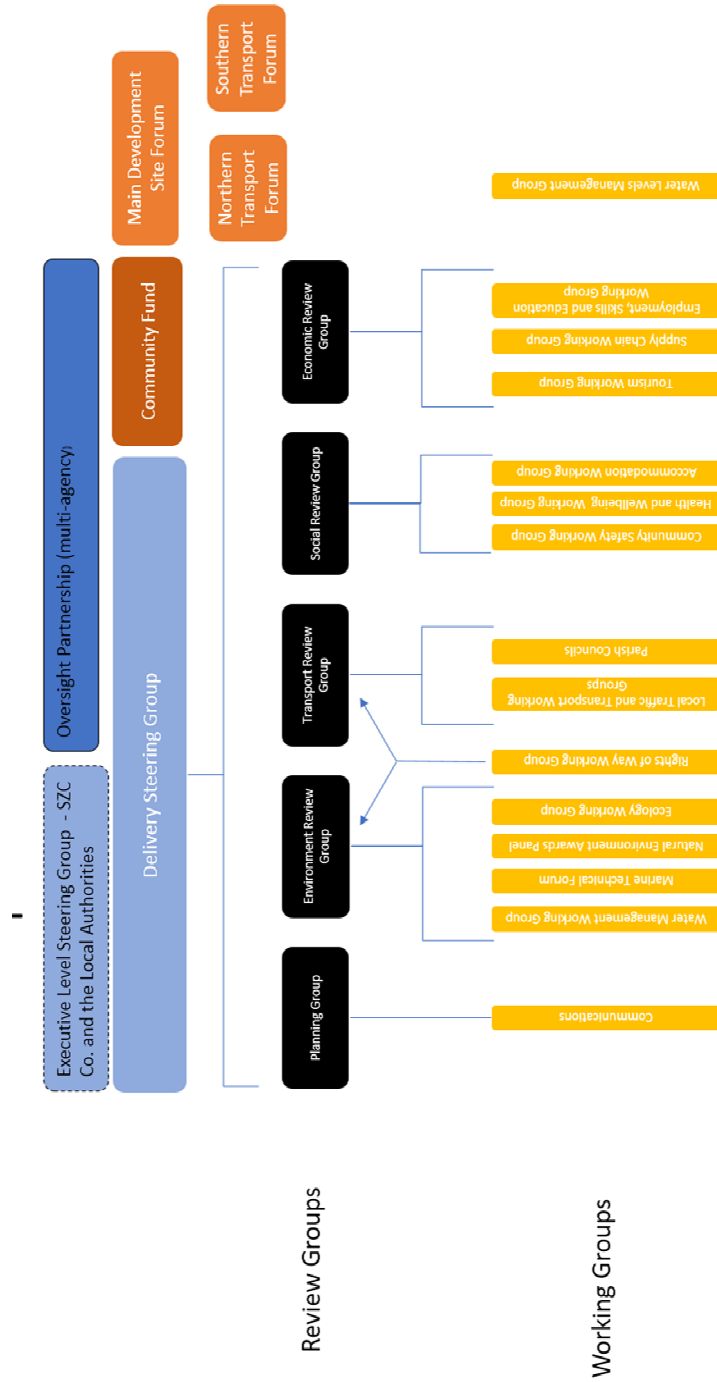 Executive Level Steering Group  - SZC
Co. and the Local Authorities
Oversight Partnership (multi-agency)
Delivery Steering Group
Community Fund
Main Development
Site Forum
Northern
Transport
Forum
Southern
Transport
Forum
Review Groups
Planning Group
Environment Review
Group
Transport Review
Group
Social Review Group
Economic Review
Group
Working Groups
Communications
Water Management Working Group
Marine Technical Forum
Natural Environment Awards Panel
Ecology Working Group
Rights of Way Working Group
Local Traffic and Transport Working
Groups
Parish Councils
Community Safety Working Group
Health and Wellbeing  Working Group
Accommodation Working Group
Tourism Working Group
Supply Chain Working Group
Employment, Skills and Education
Working Group
Water Levels Management Group